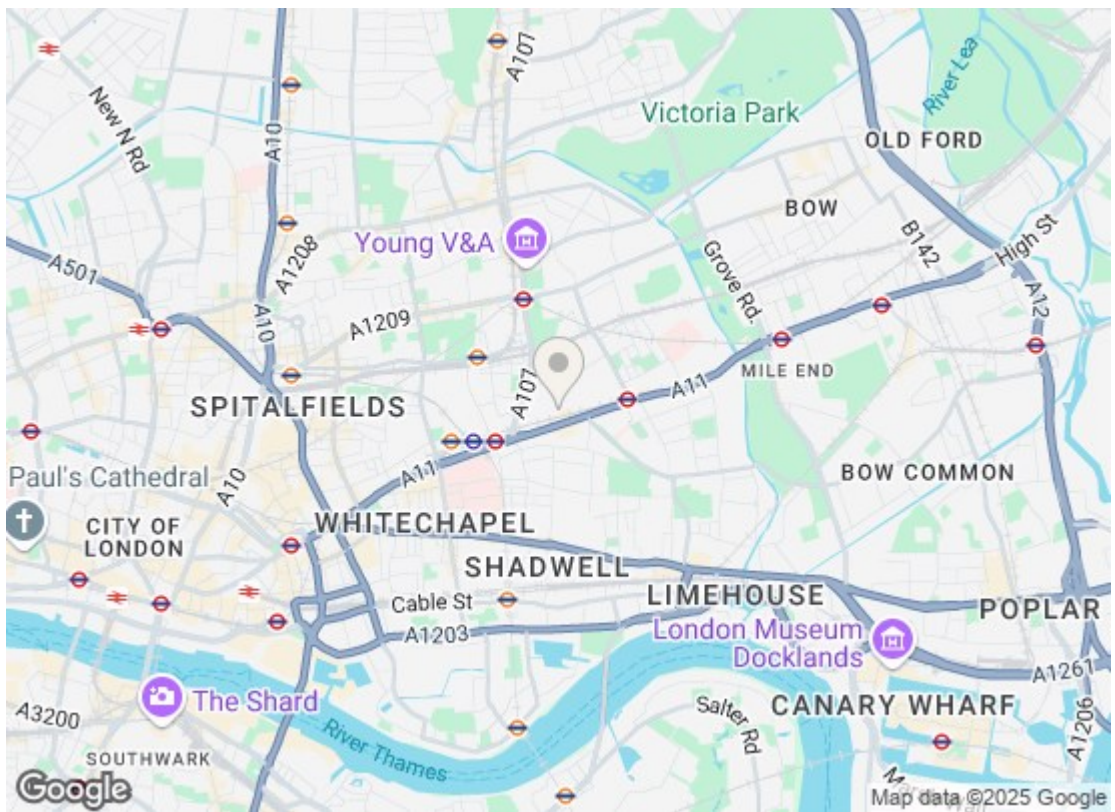 New N Rd
A10
A107
Victoria Park
River Lea
OLD FORD
BOW
B142
High St
A1208
Young V&A
A501
A10
A1209
Grove Rd.
A12
SPITALFIELDS
A107
A11
MILE END
A10
A11
Paul's Cathedral
BOW COMMON
CITY OF
LONDON
WHITECHAPEL
SHADWELL
Cable St
LIMEHOUSE
POPLAR
A1203
London Museum
Docklands
A1261
The Shard
Salter Rd
CANARY WHARF
A3200
River Thames
A1206
SOUTHWARK
Google
Map data ©2025 Google